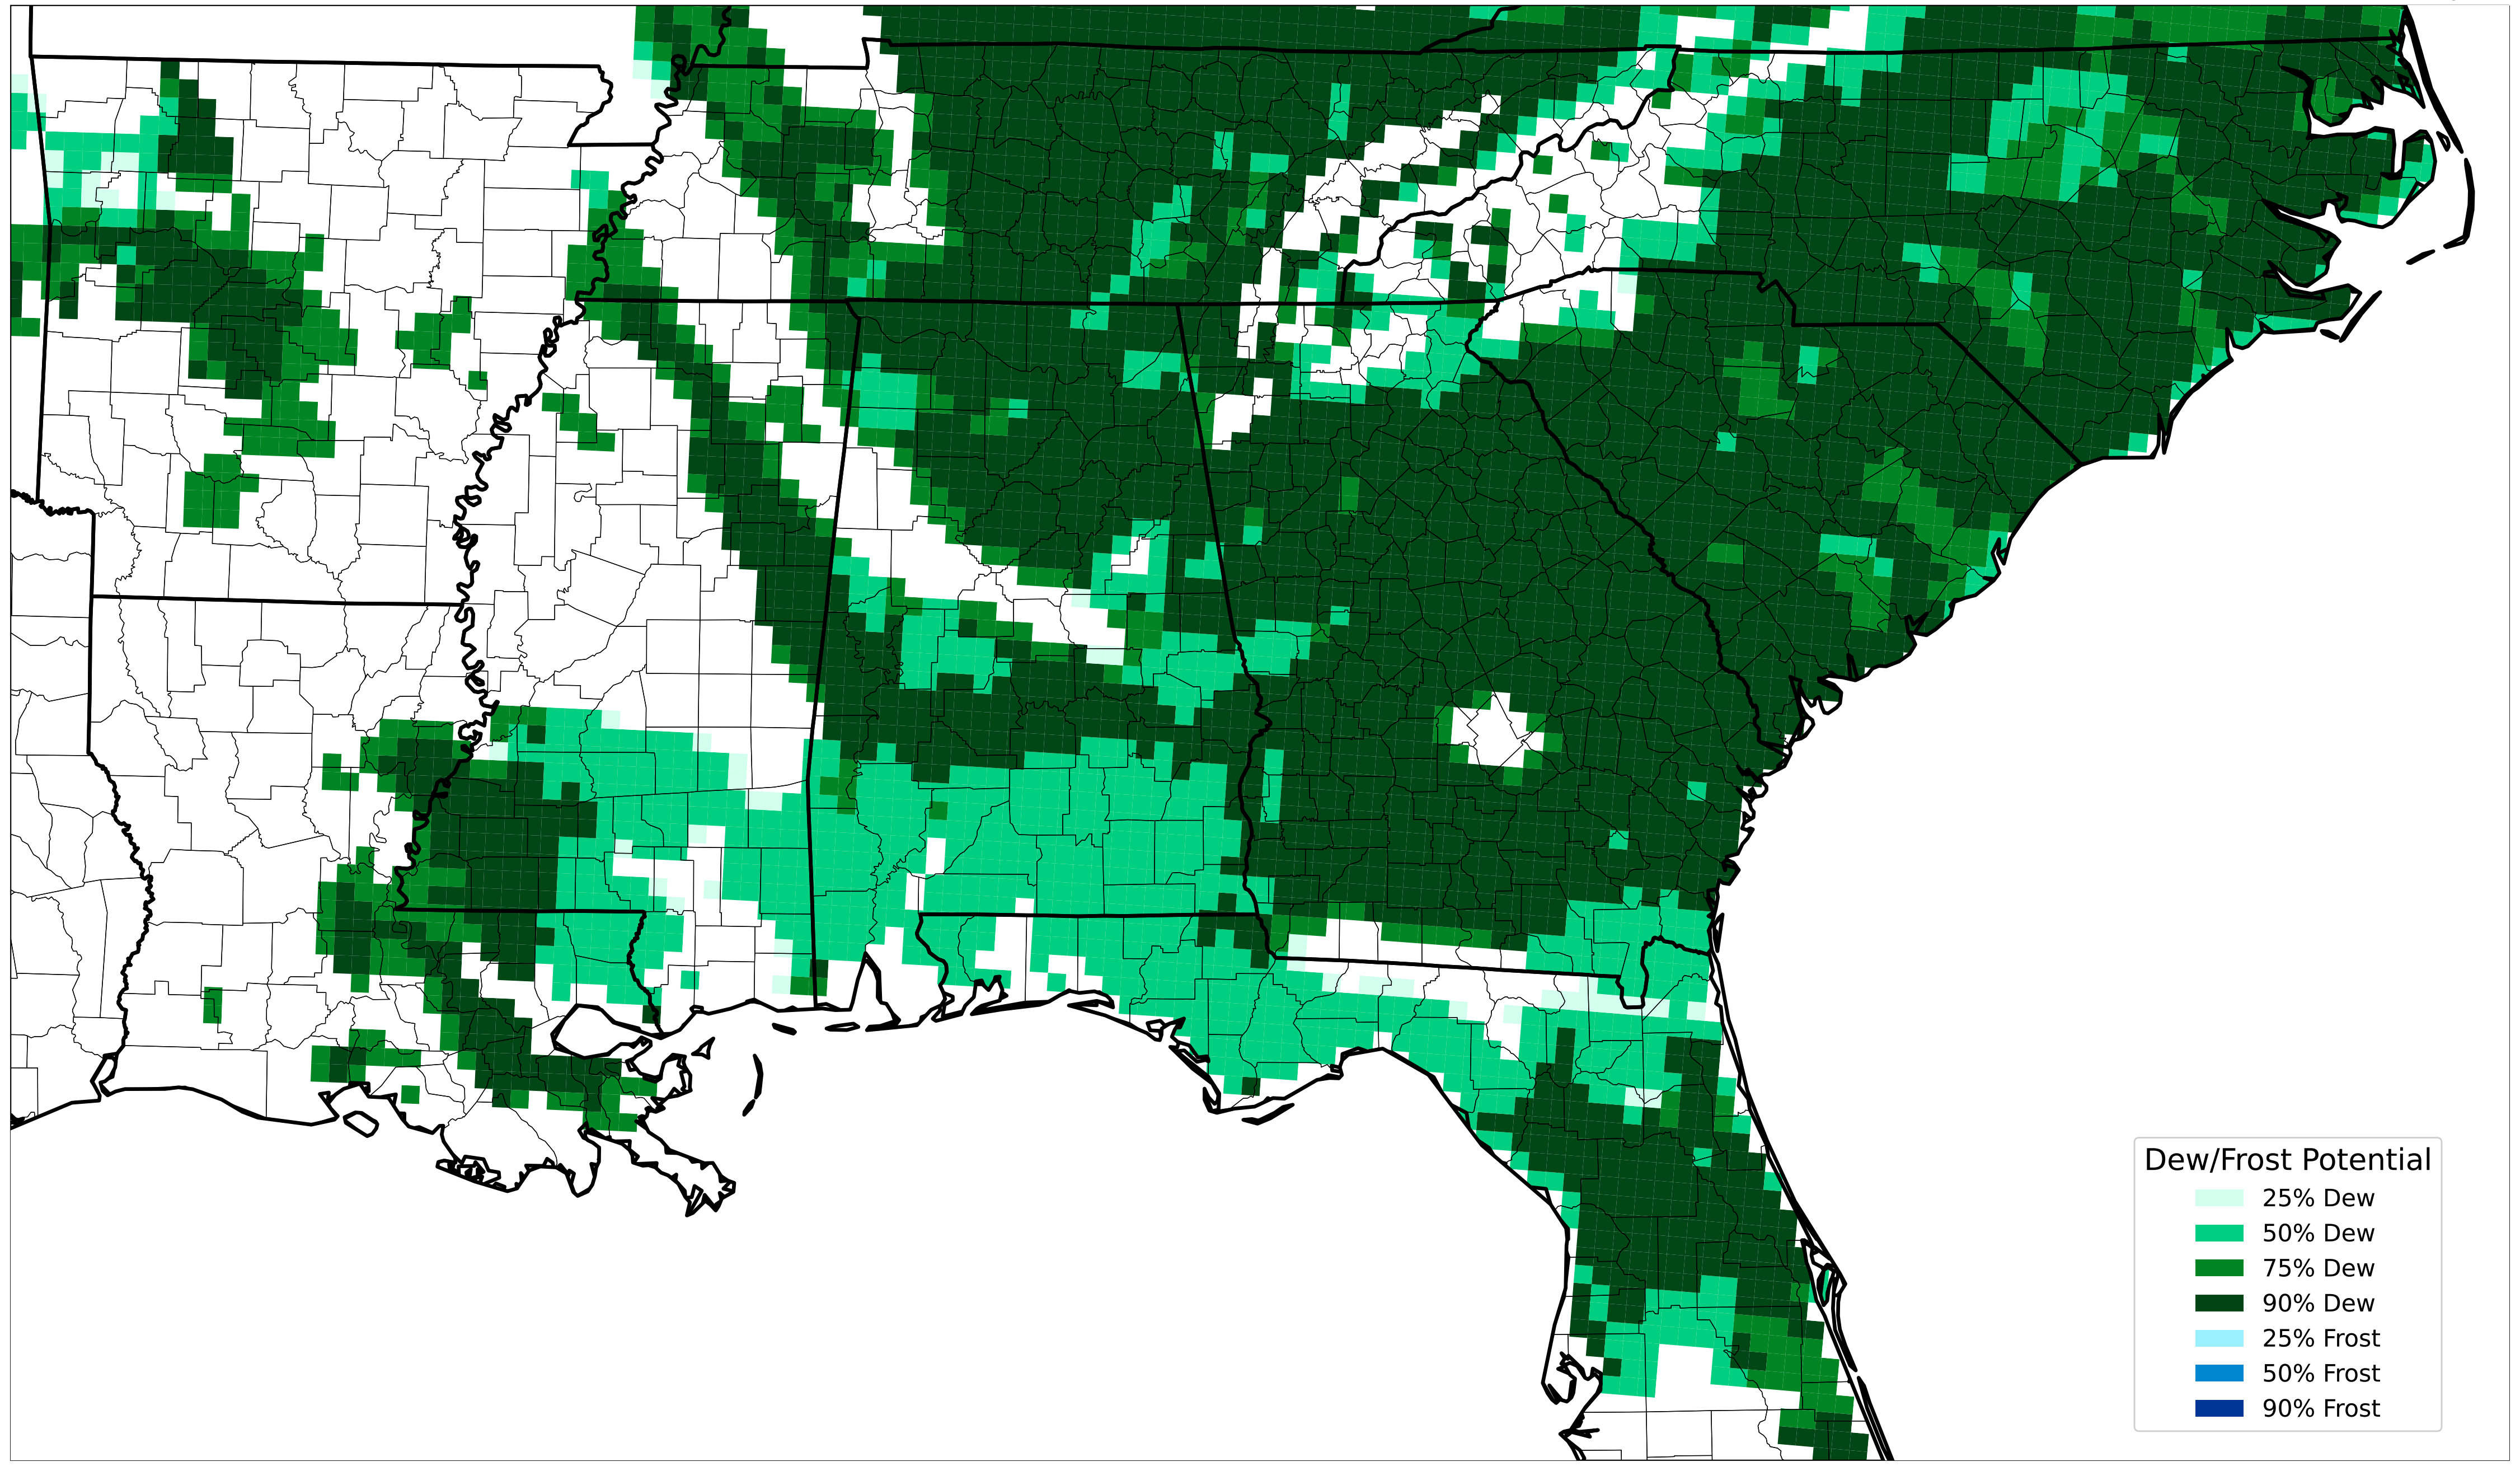 Dew/Frost Potential
25% Dew
50% Dew
75% Dew
90% Dew
25% Frost
50% Frost
90% Frost